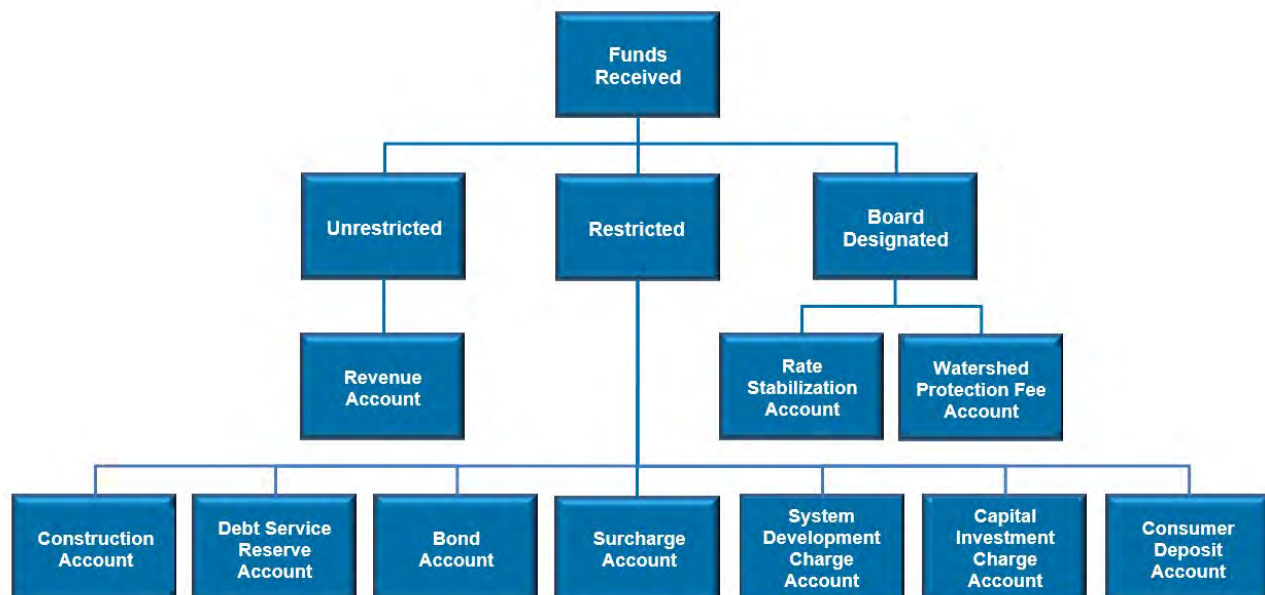 Funds
Received
Unrestricted
Restricted
Board
Designated
Revenue
Account
Rate
Stabilization
Account
Watershed
Protection Fee
Account
Construction
Account
Debt Service
Reserve
Account
Bond
Account
Surcharge
Account
System
Development
Charge
Account
Capital
Investment
Charge
Account
Consumer
Deposit
Account